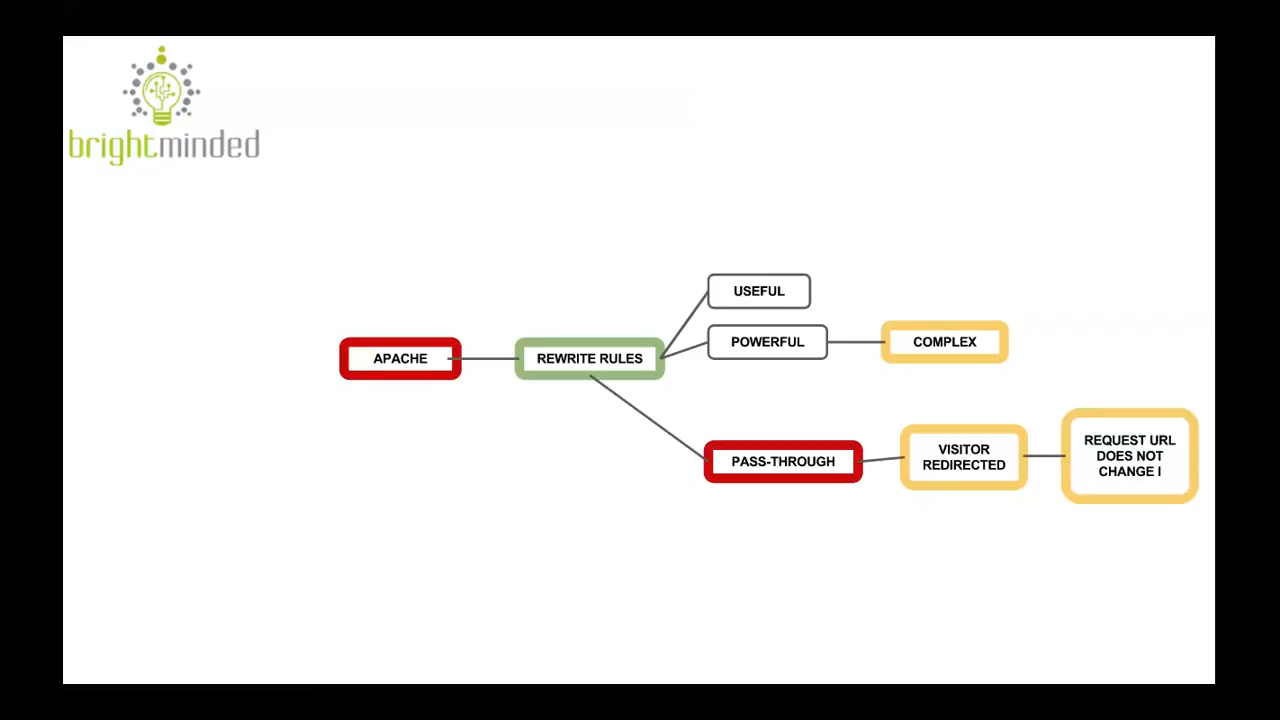 brightminded
USEFUL
POWERFUL
COMPLEX
APACHE
REWRITE RULES
PASS-THROUGH
VISITOR
REDIRECTED
REQUEST URL
DOES NOT
CHANGE I